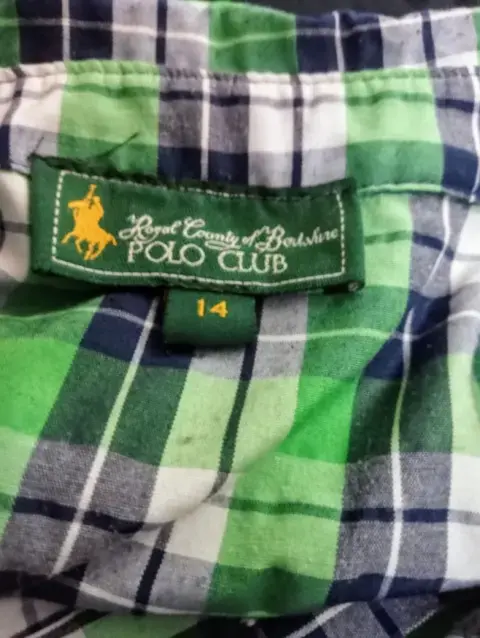 Royal County of Berkshire
POLO CLUB
14